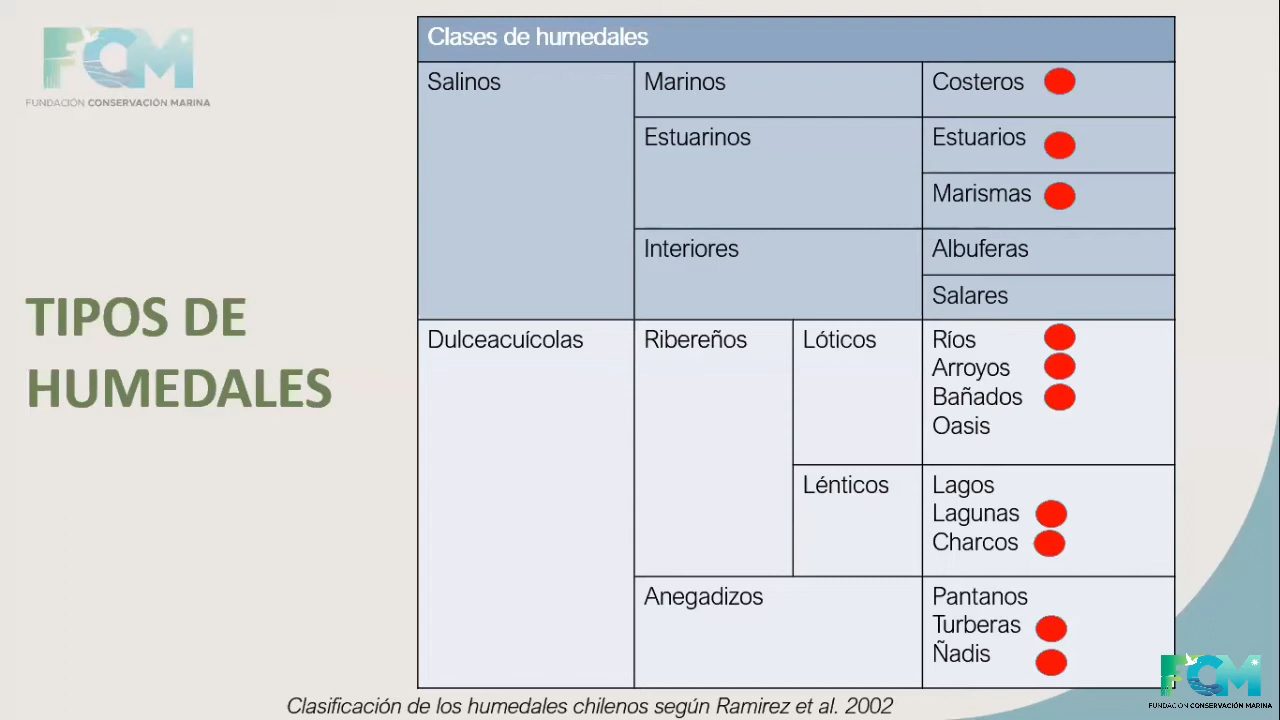 FCM
FUNDACIÓN CONSERVACIÓN MARINA
TIPOS DE
HUMEDALES
Clases de humedales
Salinos
Marinos
Costeros
Estuarinos
Estuarios
Marismas
Interiores
Albuferas
Salares
Dulceacuícolas
Ribereños
Lóticos
Ríos
Arroyos
Bañados
Oasis
Lénticos
Lagos
Lagunas
Charcos
Anegadizos
Pantanos
Turberas
Ñadis
Clasificación de los humedales chilenos según Ramirez et al. 2002
FCM
FUNDACIÓN CONSERVACIÓN MARINA